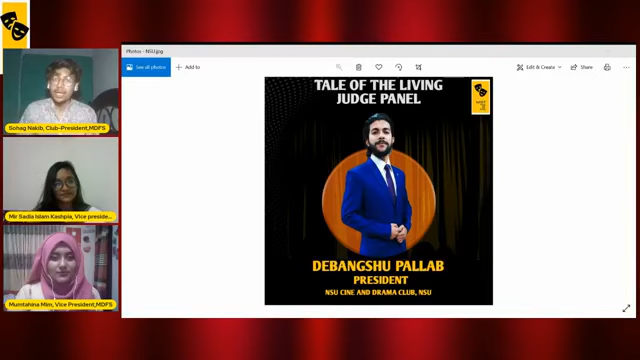 Sohag Nakib, Club-President,MDFS
Mir Sadia Islam Kashpia, Vice preside...
Mumtahina Mim, Vice President,MDFS
Photos - NSU.jpg
See all photos
+ Add to
Edit & Create
Share
TALE OF THE LIVING
JUDGE PANEL
DEBANGSHU PALLAB
PRESIDENT
NSU CINE AND DRAMA CLUB, NSU